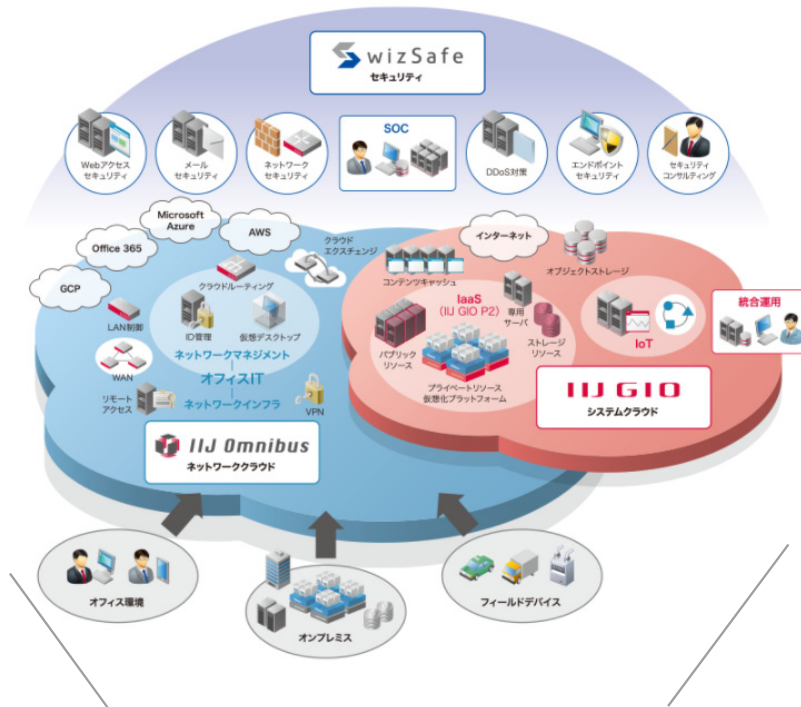 wizSafe
セキュリティ
Webアクセス
セキュリティ
メール
セキュリティ
ネットワーク
セキュリティ
SOC
DDoS対策
エンドポイント
セキュリティ
セキュリティ
コンサルティング
Microsoft
Azure
Office 365
AWS
GCP
クラウド
エクスチェンジ
インターネット
オブジェクトストレージ
コンテンツキャッシュ
クラウドルーティング
LAN制御
ID管理
仮想デスクトップ
IaaS
(IIJ GIO P2)
専用
サーバ
パブリック
リソース
ストレージ
リソース
IoT
統合運用
WAN
ネットワークマネジメント
オフィスIT
ネットワークインフラ
リモート
アクセス
VPN
プライベートリソース
仮想化プラットフォーム
IIJ GIO
システムクラウド
IIJ Omnibus
ネットワーククラウド
オフィス環境
オンプレミス
フィールドデバイス